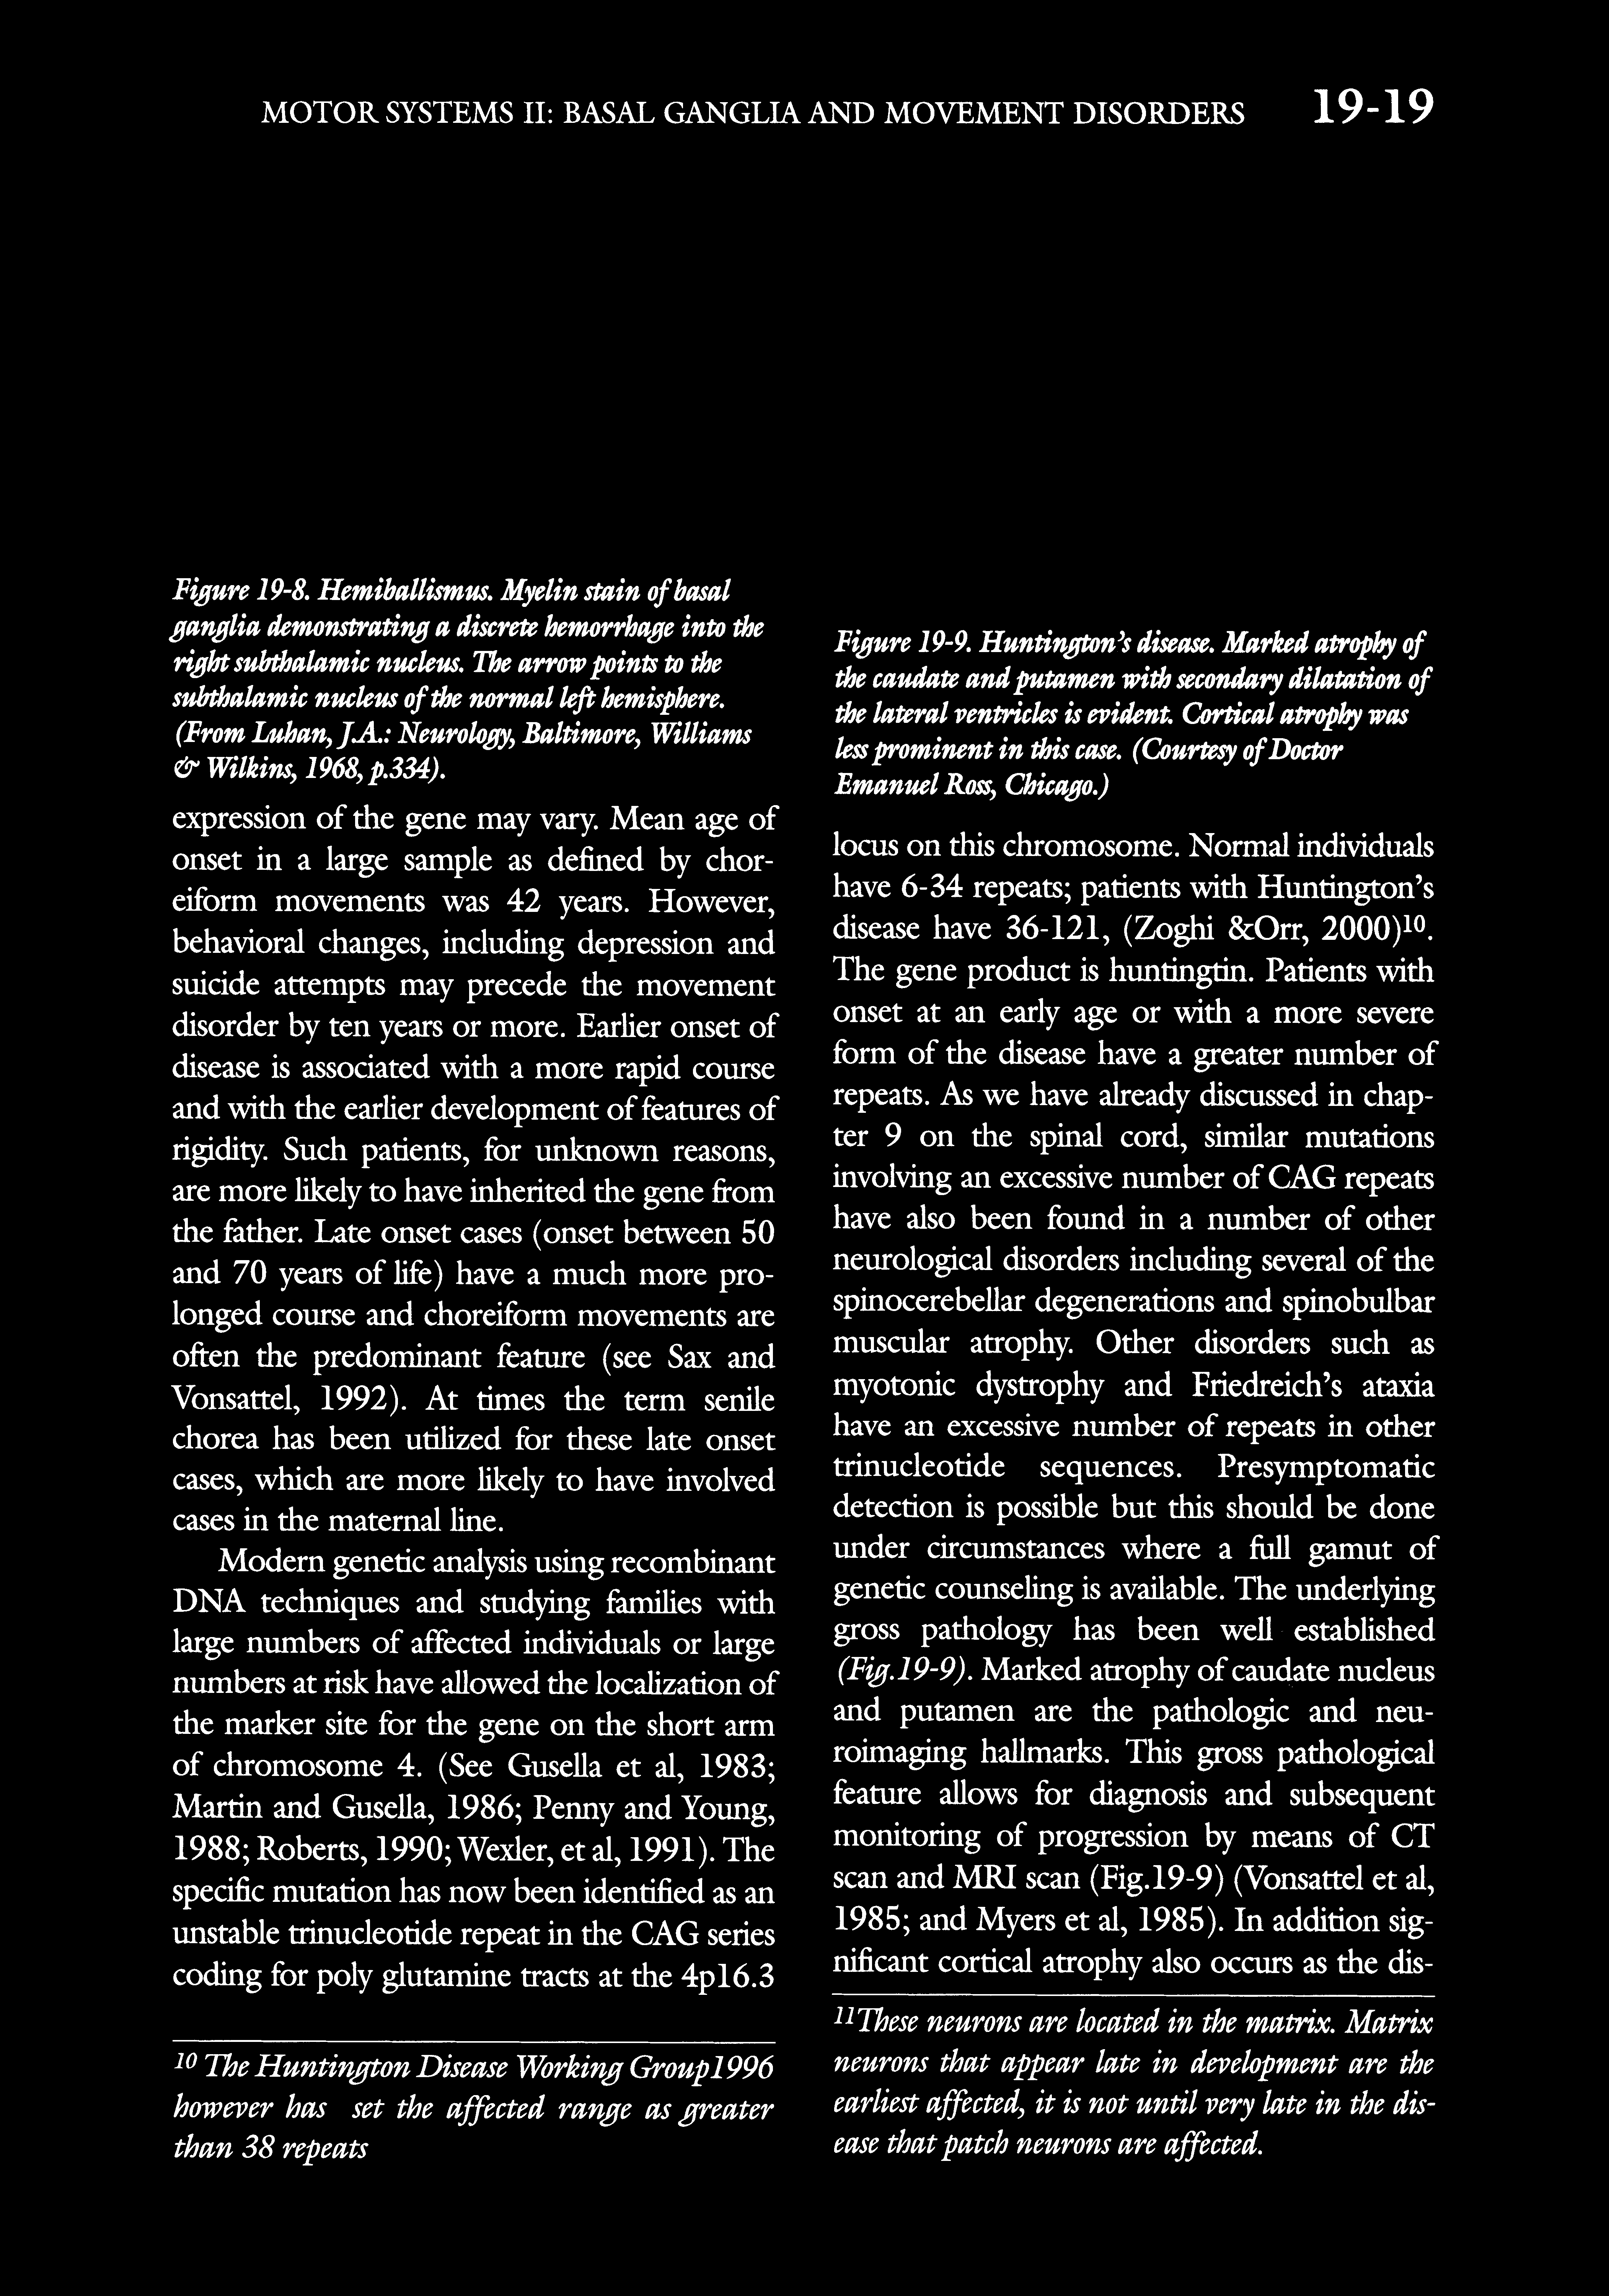 MOTOR SYSTEMS II: BASAL GANGLIA AND MOVEMENT DISORDERS 19-19
Figure 19-8. Hemiballismus. Myelin stain of basal
ganglia demonstrating a discrete hemorrhage into the
right subthalamic nucleus. The arrow points to the
subthalamic nucleus of the normal left hemisphere.
(From Luhan, J.A.: Neurology, Baltimore, Williams
& Wilkins, 1968, p.334).
expression of the gene may vary. Mean age of
onset in a large sample as defined by chor-
eiform movements was 42 years. However,
behavioral changes, including depression and
suicide attempts may precede the movement
disorder by ten years or more. Earlier onset of
disease is associated with a more rapid course
and with the earlier development of features of
rigidity. Such patients, for unknown reasons,
are more likely to have inherited the gene from
the father. Late onset cases (onset between 50
and 70 years of life) have a much more pro-
longed course and choreiform movements are
often the predominant feature (see Sax and
Vonsattel, 1992). At times the term senile
chorea has been utilized for these late onset
cases, which are more likely to have involved
cases in the maternal line.
Modern genetic analysis using recombinant
DNA techniques and studying families with
large numbers of affected individuals or large
numbers at risk have allowed the localization of
the marker site for the gene on the short arm
of chromosome 4. (See Gusella et al, 1983;
Martin and Gusella, 1986; Penny and Young,
1988; Roberts, 1990; Wexler, et al, 1991). The
specific mutation has now been identified as an
unstable trinucleotide repeat in the CAG series
coding for poly glutamine tracts at the 4p16.3
10 The Huntington Disease Working Group1996
however has set the affected range as greater
than 38 repeats
Figure 19-9. Huntington's disease. Marked atrophy of
the caudate and putamen with secondary dilatation of
the lateral ventricles is evident. Cortical atrophy was
less prominent in this case. (Courtesy of Doctor
Emanuel Ross, Chicago.)
locus on this chromosome. Normal individuals
have 6-34 repeats; patients with Huntington's
disease have 36-121, (Zoghi &Orr, 2000)10.
The gene product is huntingtin. Patients with
onset at an early age or with a more severe
form of the disease have a greater number of
repeats. As we have already discussed in chap-
ter 9 on the spinal cord, similar mutations
involving an excessive number of CAG repeats
have also been found in a number of other
neurological disorders including several of the
spinocerebellar degenerations and spinobulbar
muscular atrophy. Other disorders such as
myotonic dystrophy and Friedreich's ataxia
have an excessive number of repeats in other
trinucleotide sequences. Presymptomatic
detection is possible but this should be done
under circumstances where a full gamut of
genetic counseling is available. The underlying
gross pathology has been well established
(Fig.19-9). Marked atrophy of caudate nucleus
and putamen are the pathologic and neu-
roimaging hallmarks. This gross pathological
feature allows for diagnosis and subsequent
monitoring of progression by means of CT
scan and MRI scan (Fig.19-9) (Vonsattel et al,
1985; and Myers et al, 1985). In addition sig-
nificant cortical atrophy also occurs as the dis-
11These neurons are located in the matrix. Matrix
neurons that appear late in development are the
earliest affected, it is not until very late in the dis-
ease that patch neurons are affected.